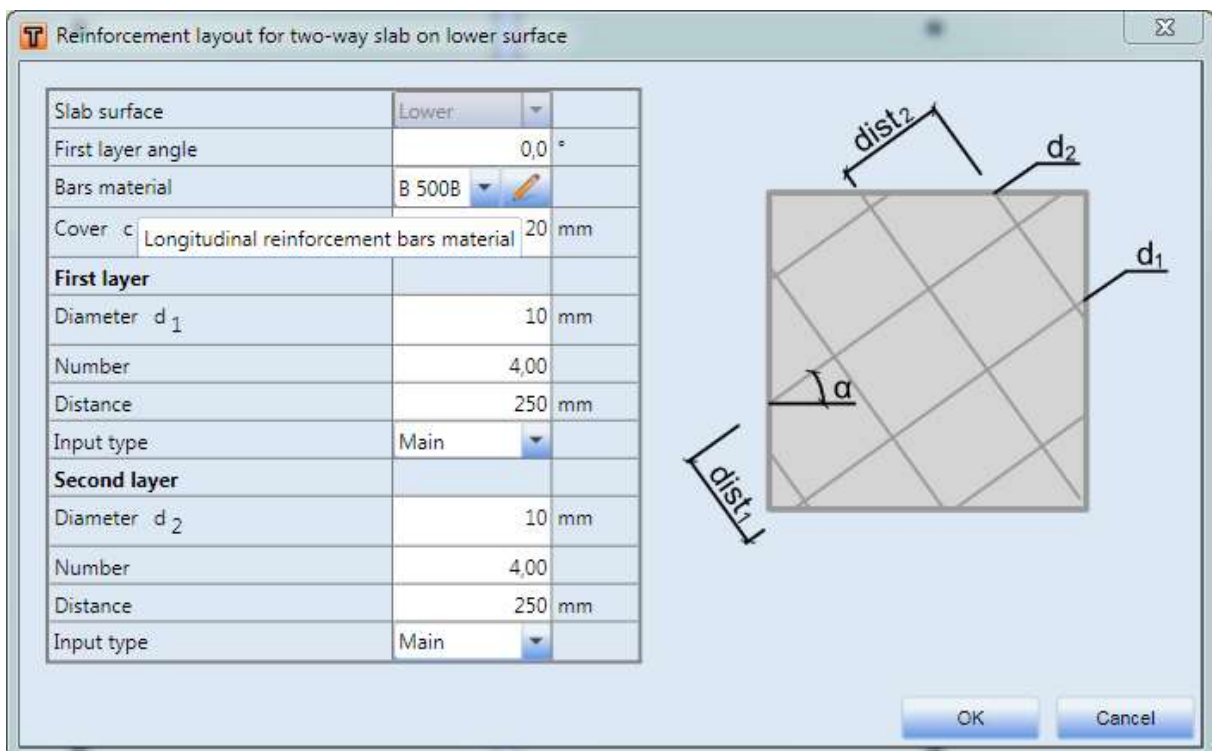 Reinforcement layout for two-way slab on lower surface
Slab surface Lower
First layer angle 0,0 °
Bars material B 500B
Cover c 20 mm
Longitudinal reinforcement bars material
First layer
Diameter d 1 10 mm
Number 4,00
Distance 250 mm
Input type Main
Second layer
Diameter d 2 10 mm
Number 4,00
Distance 250 mm
Input type Main
dist2
d2
d1
α
dist1
OK Cancel